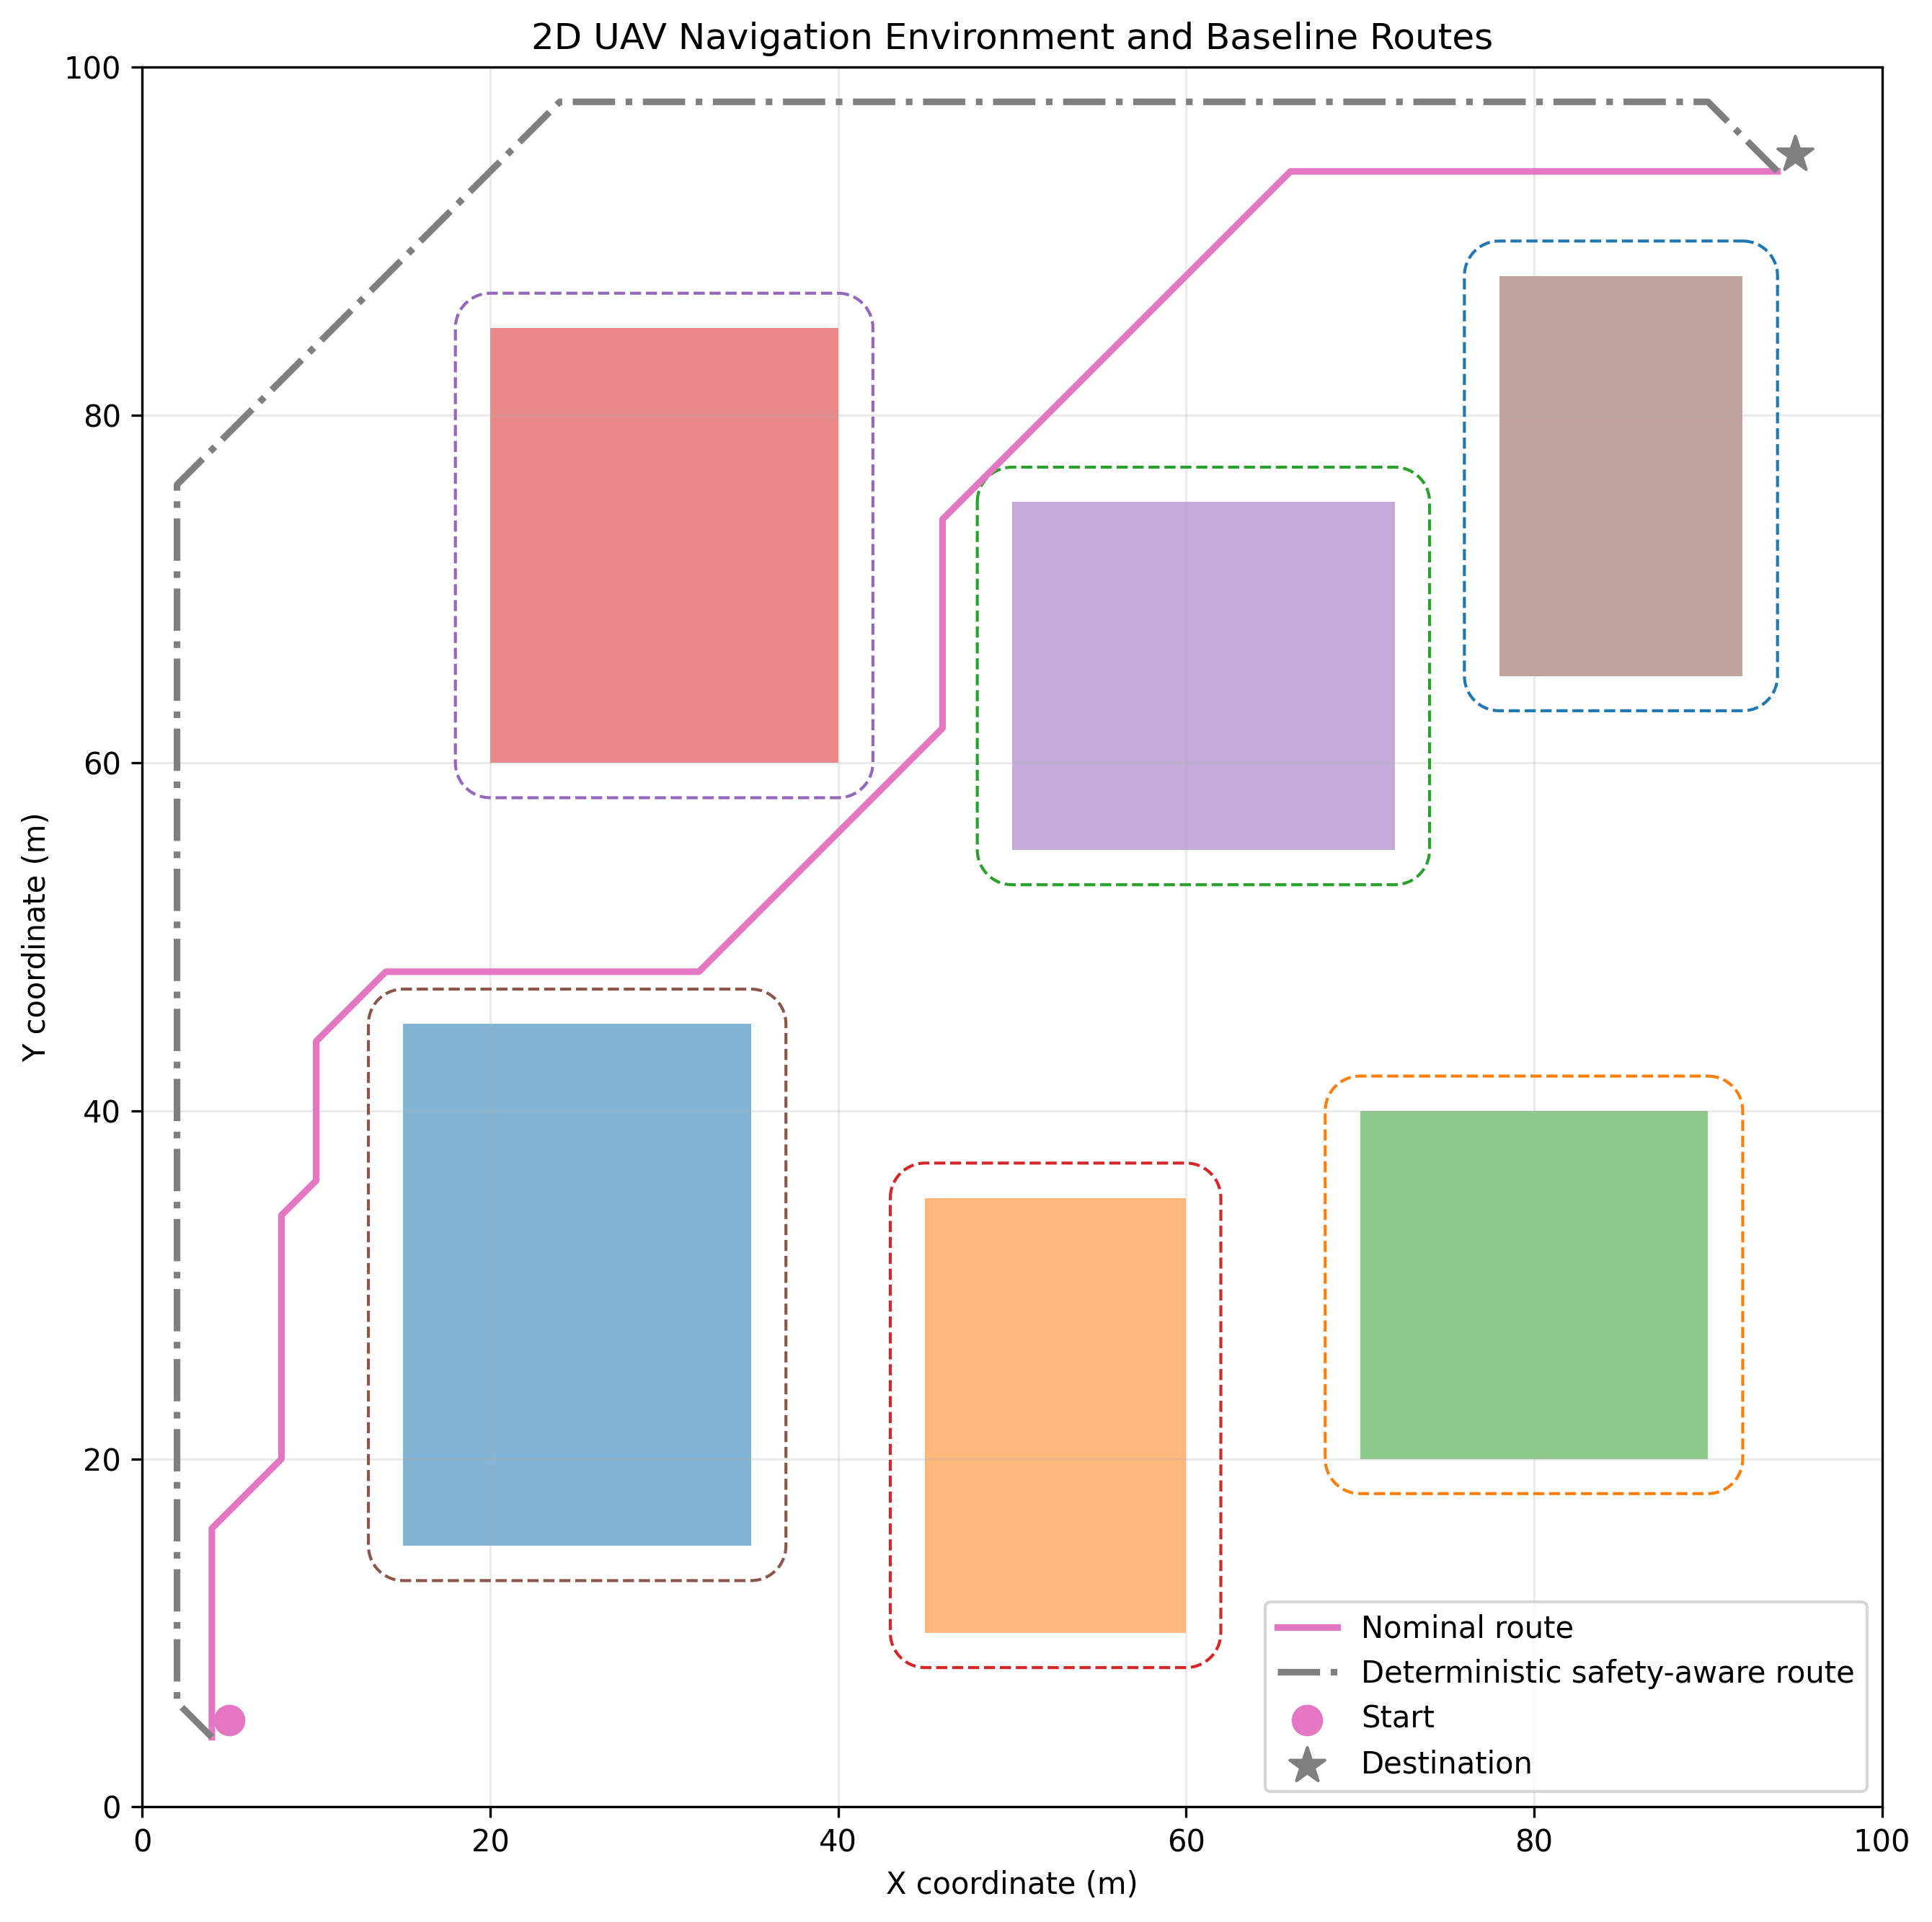 2D UAV Navigation Environment and Baseline Routes
100
80
60
40
20
0
Y coordinate (m)
0 20 40 60 80 100
X coordinate (m)
Nominal route
Deterministic safety-aware route
Start
Destination